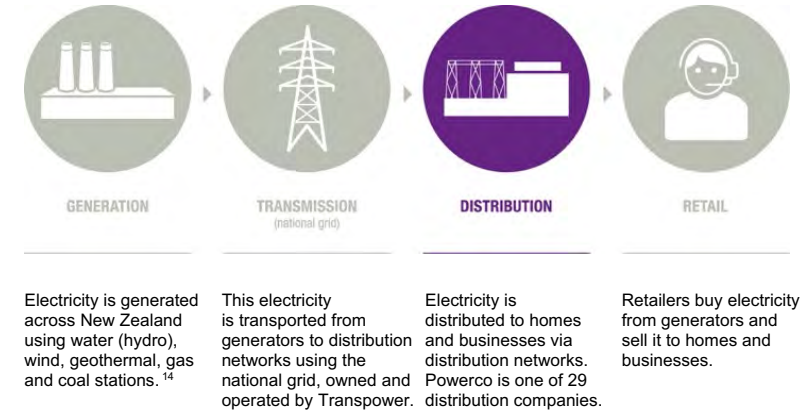 GENERATION
TRANSMISSION
(national grid)
DISTRIBUTION
RETAIL
Electricity is generated
across New Zealand
using water (hydro),
wind, geothermal, gas
and coal stations. 14
This electricity
is transported from
generators to distribution
networks using the
national grid, owned and
operated by Transpower.
Electricity is
distributed to homes
and businesses via
distribution networks.
Powerco is one of 29
distribution companies.
Retailers buy electricity
from generators and
sell it to homes and
businesses.